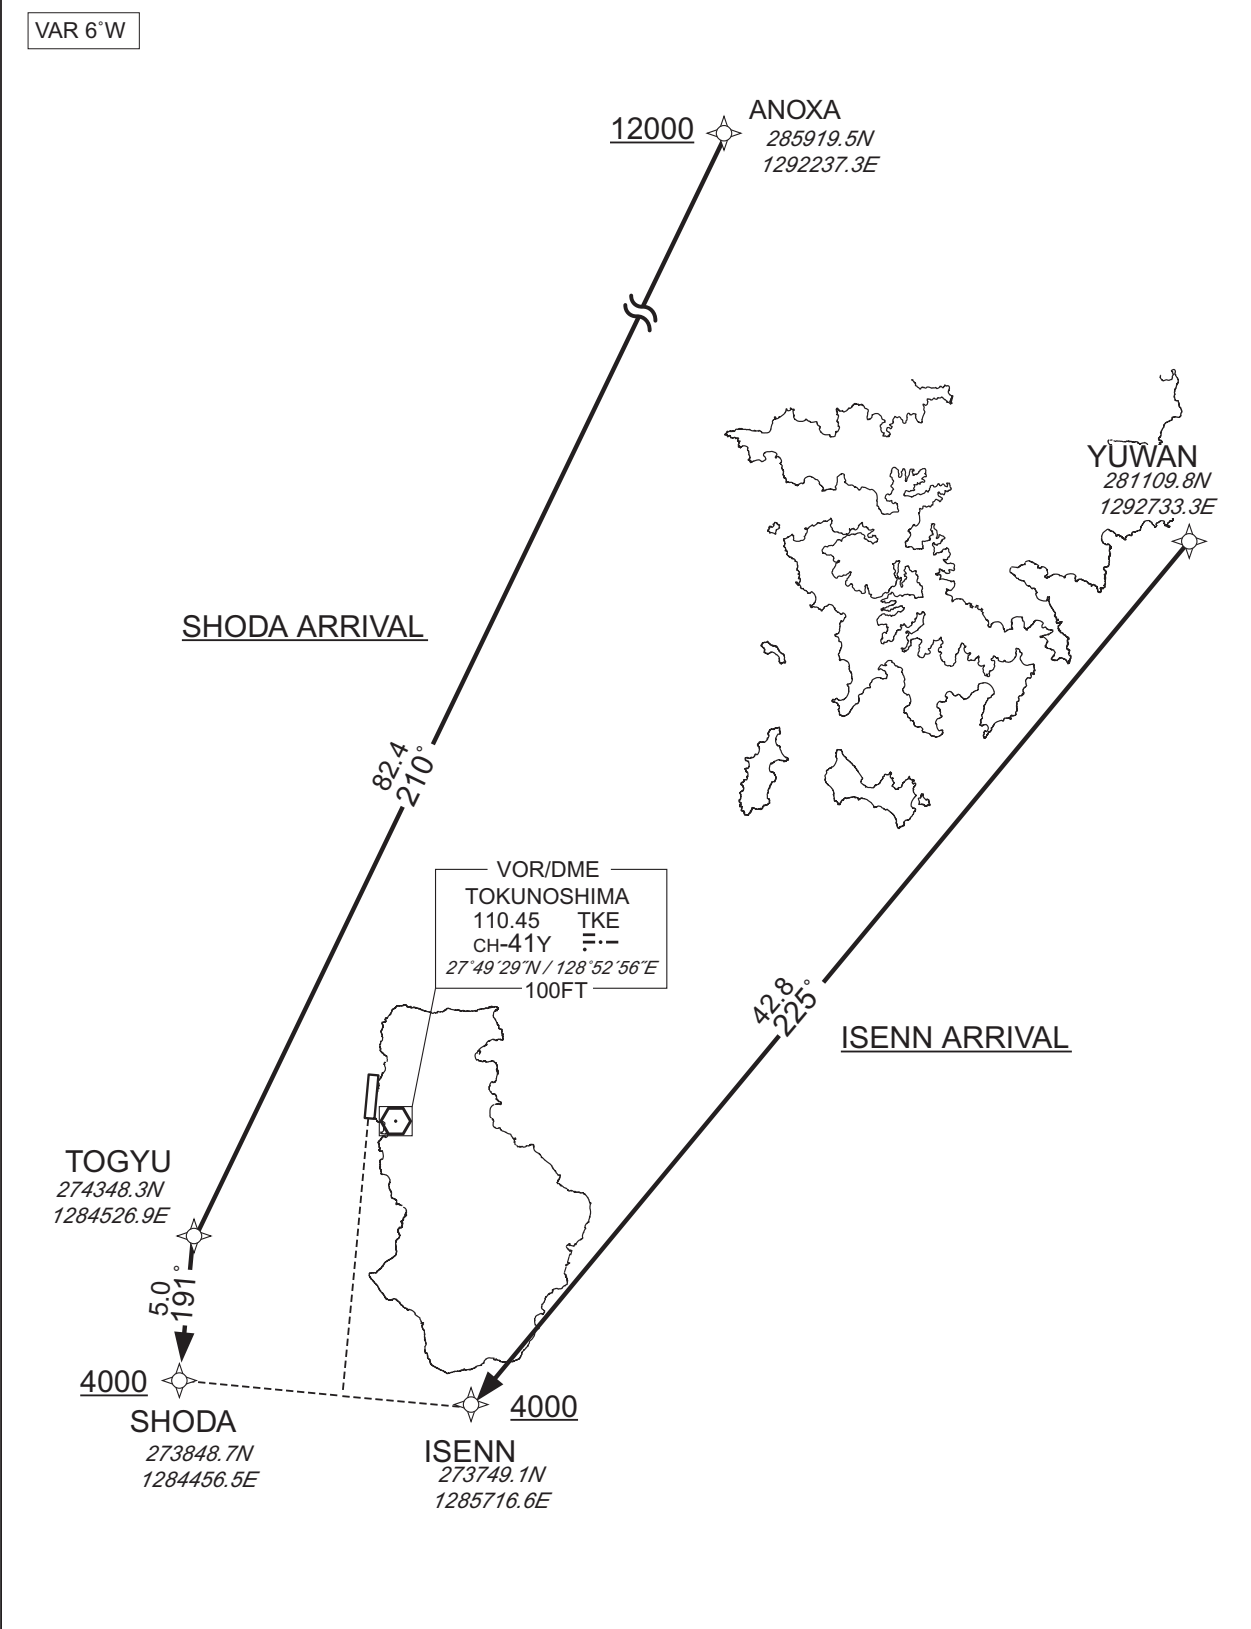 VAR 6°W
ANOXA
12000
285919.5N
1292237.3E
YUWAN
281109.8N
1292733.3E
SHODA ARRIVAL
82.4
210°
VOR/DME
TOKUNOSHIMA
110.45 TKE
CH-41Y
27°49′29″N / 128°52′56″E
100FT
42.8
225°
ISENN ARRIVAL
TOGYU
274348.3N
1284526.9E
5.0
191°
4000
SHODA
273848.7N
1284456.5E
4000
ISENN
273749.1N
1285716.6E